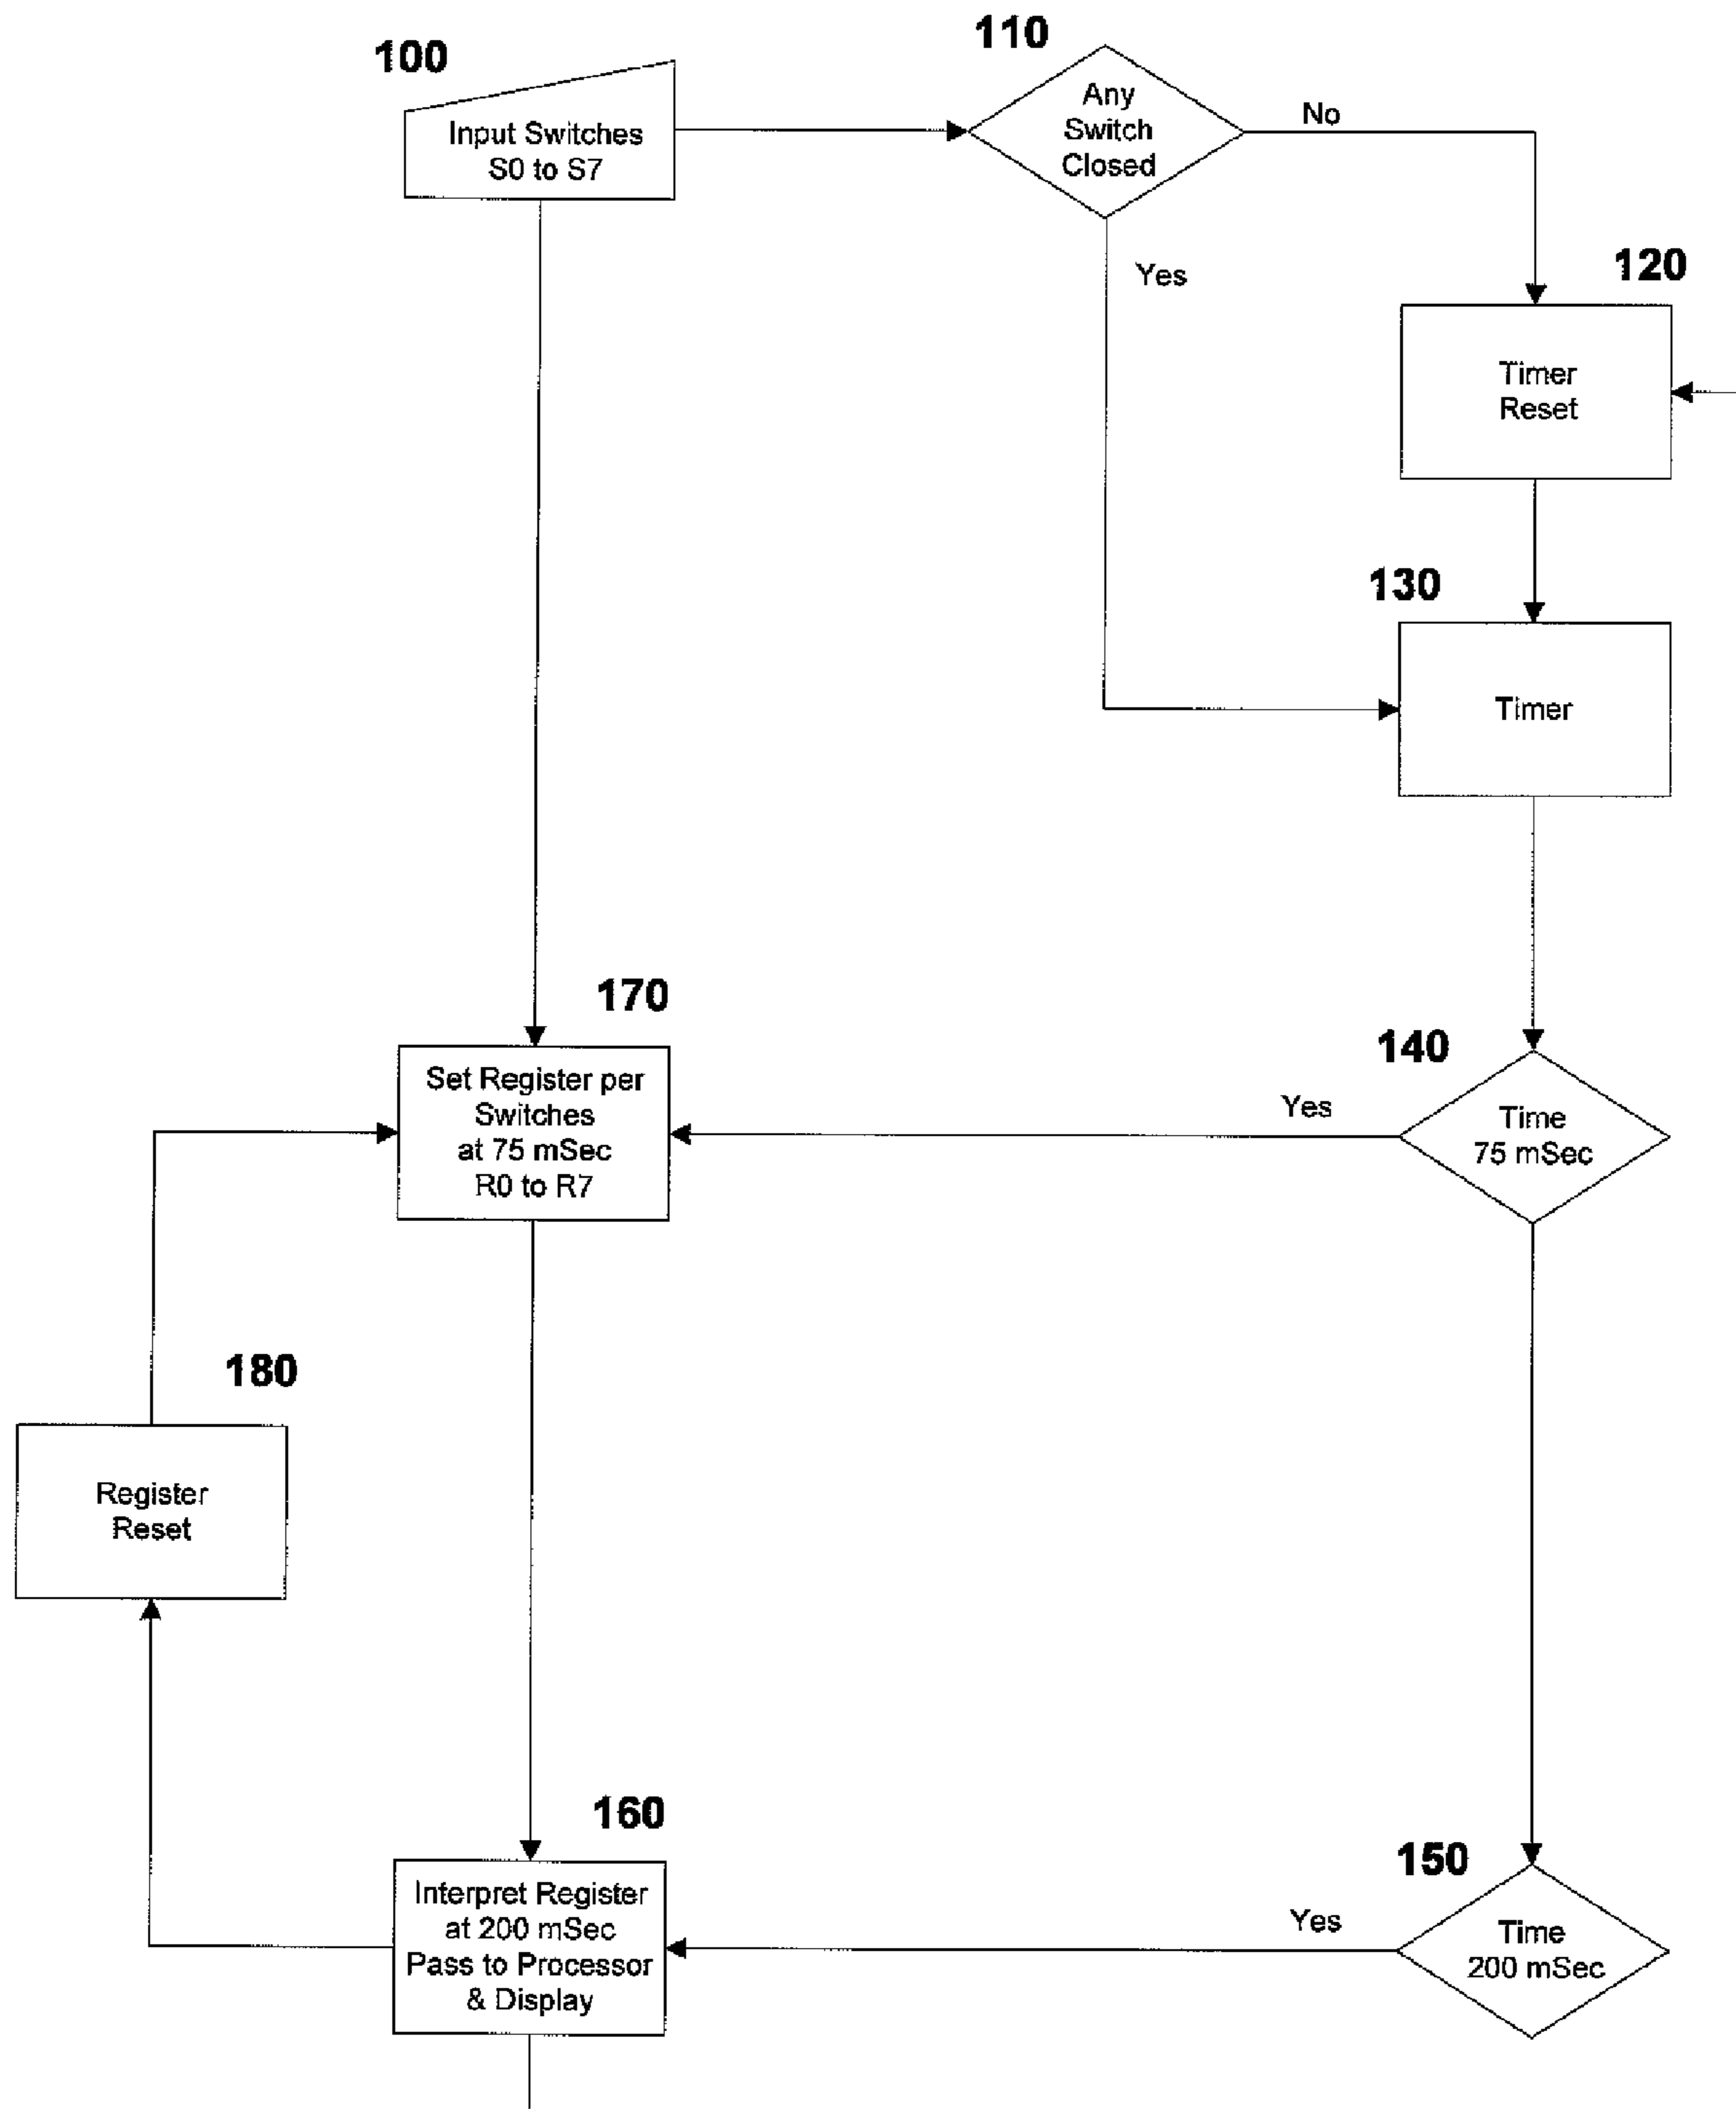 100
Input Switches
S0 to S7
110
Any
Switch
Closed
No
Yes
120
Timer
Reset
130
Timer
170
Set Register per
Switches
at 75 mSec
R0 to R7
140
Time
75 mSec
Yes
180
Register
Reset
160
Interpret Register
at 200 mSec
Pass to Processor
& Display
150
Time
200 mSec
Yes